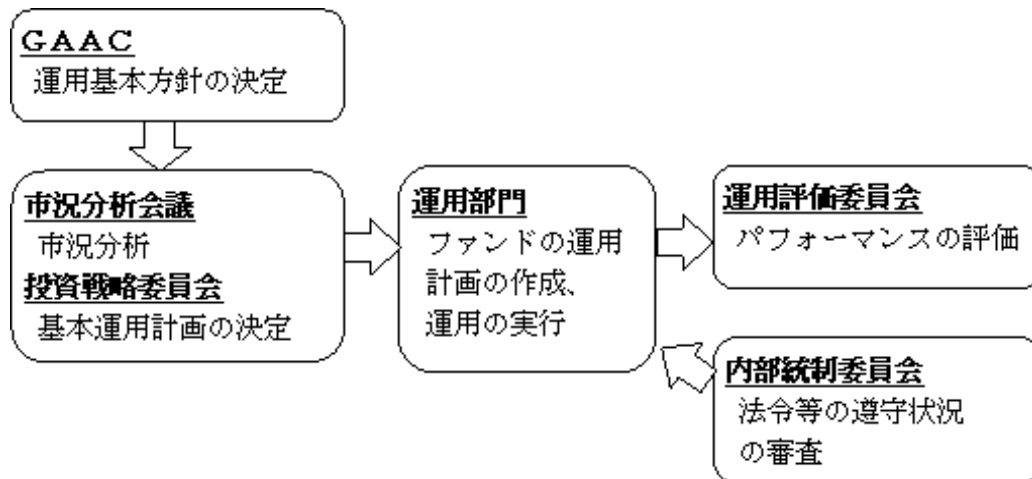 ＧＡＡＣ
運用基本方針の決定
市況分析会議
市況分析
投資戦略委員会
基本運用計画の決定
運用部門
ファンドの運用
計画の作成、
運用の実行
運用評価委員会
パフォーマンスの評価
内部統制委員会
法令等の遵守状況
の審査